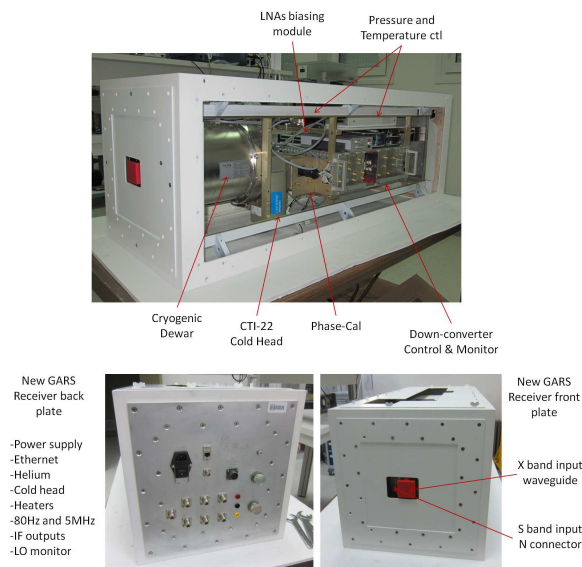 LNAs biasing
module
Pressure and
Temperature ctl
Cryogenic
Dewar
CTI-22
Cold Head
Phase-Cal
Down-converter
Control & Monitor
New GARS
Receiver back
plate
-Power supply
-Ethernet
-Helium
-Cold head
-Heaters
-80Hz and 5MHz
-IF outputs
-LO monitor
New GARS
Receiver front
plate
X band input
waveguide
S band input
N connector